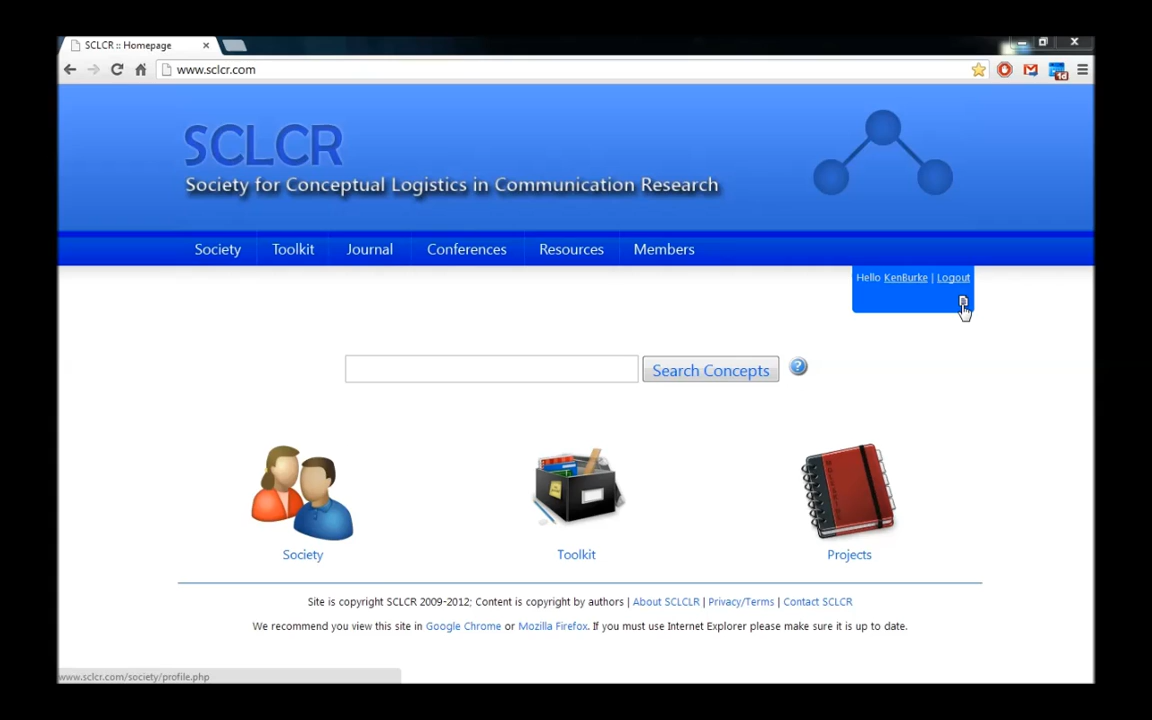 SCLCR :: Homepage
www.sclcr.com
1d
SCLCR
Society for Conceptual Logistics in Communication Research
Society Toolkit Journal Conferences Resources Members
Hello KenBurke | Logout
Search Concepts ?
Society Toolkit Projects
Site is copyright SCLCR 2009-2012; Content is copyright by authors | About SCLCLR | Privacy/Terms | Contact SCLCR
We recommend you view this site in Google Chrome or Mozilla Firefox. If you must use Internet Explorer please make sure it is up to date.
www.sclcr.com/society/profile.php